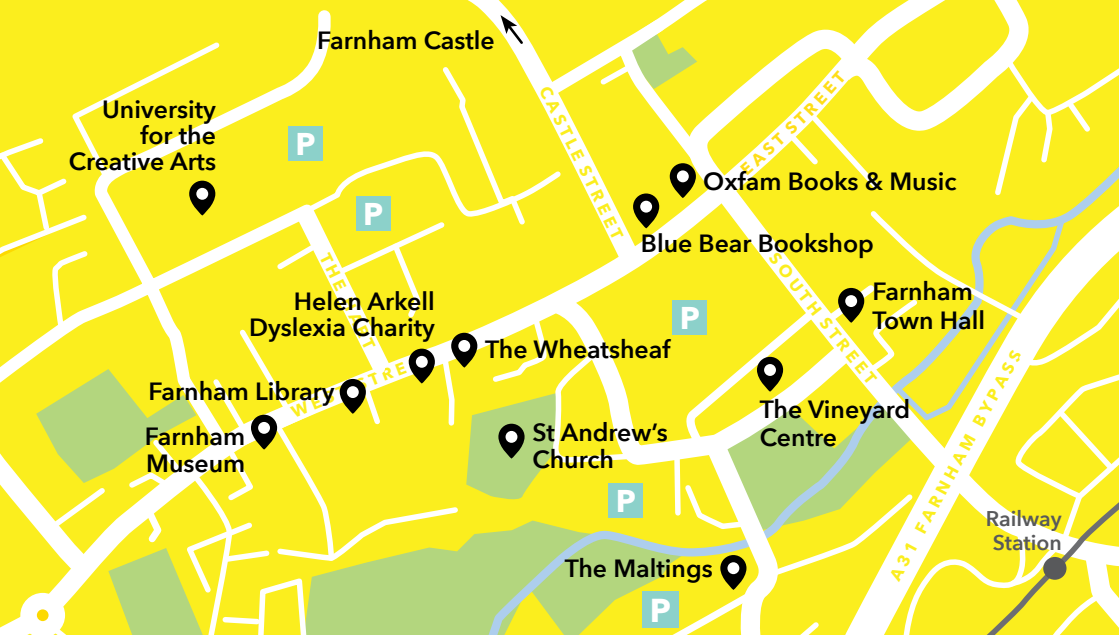 Farnham Castle
University
for the
Creative Arts
P
P
CASTLE STREET
EAST STREET
Oxfam Books & Music
Blue Bear Bookshop
SOUTH STREET
Farnham
Town Hall
THE
Helen Arkell
Dyslexia Charity
P
The Wheatsheaf
Farnham Library
Farnham
Museum
St Andrew's
Church
The Vineyard
Centre
A31 FARNHAM BYPASS
P
Railway
Station
The Maltings
P